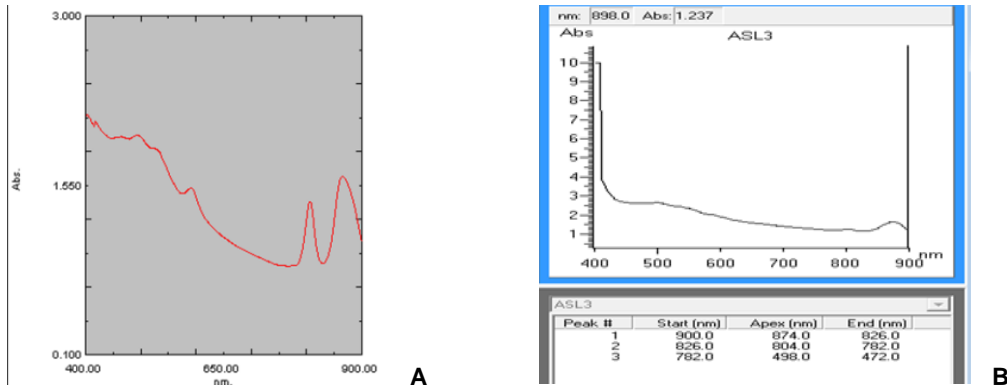 3.000
Abs.
1.550
0.100
400.00
650.00
900.00
nm.
A
nm: 898.0 Abs: 1.237
Abs
ASL3
10
9
8
7
6
5
4
3
2
1
400 500 600 700 800 900 nm
ASL3
Peak # Start (nm) Apex (nm) End (nm)
1 900.0 874.0 826.0
2 826.0 804.0 782.0
3 782.0 498.0 472.0
B